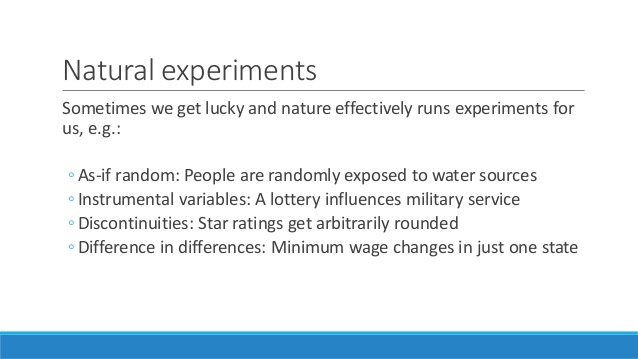 Natural experiments
Sometimes we get lucky and nature effectively runs experiments for
us, e.g.:
◦ As-if random: People are randomly exposed to water sources
◦ Instrumental variables: A lottery influences military service
◦ Discontinuities: Star ratings get arbitrarily rounded
◦ Difference in differences: Minimum wage changes in just one state